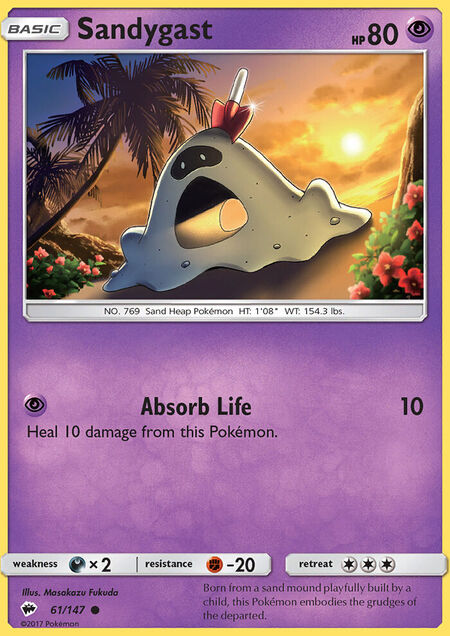 BASIC Sandygast HP 80
NO. 769 Sand Heap Pokémon HT: 1'08" WT: 154.3 lbs.
Absorb Life 10
Heal 10 damage from this Pokémon.
weakness ×2 resistance -20 retreat
Illus. Masakazu Fukuda
61/147
©2017 Pokémon
Born from a sand mound playfully built by a
child, this Pokémon embodies the grudges of
the departed.